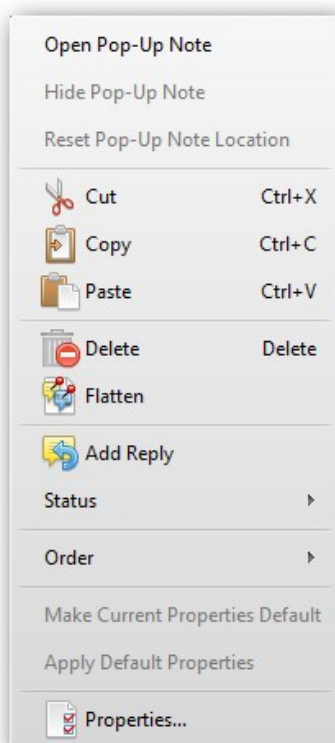 Open Pop-Up Note
Hide Pop-Up Note
Reset Pop-Up Note Location
Cut Ctrl+X
Copy Ctrl+C
Paste Ctrl+V
Delete Delete
Flatten
Add Reply
Status
Order
Make Current Properties Default
Apply Default Properties
Properties...